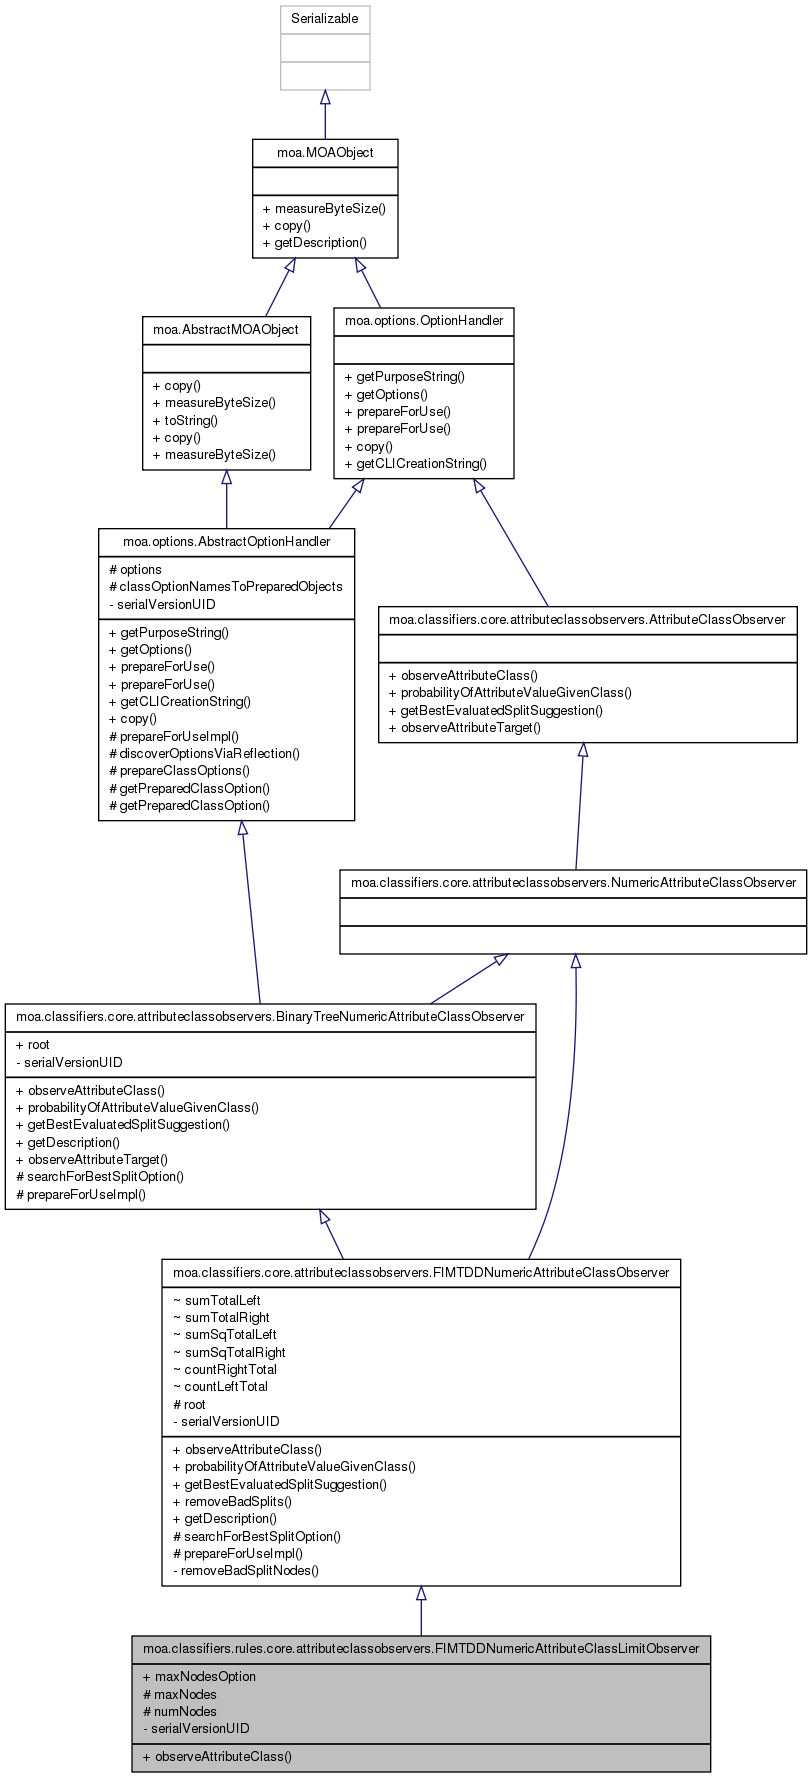 Serializable
moa.MOAObject
+ measureByteSize()
+ copy()
+ getDescription()
moa.AbstractMOAObject
+ copy()
+ measureByteSize()
+ toString()
+ copy()
+ measureByteSize()
moa.options.OptionHandler
+ getPurposeString()
+ getOptions()
+ prepareForUse()
+ prepareForUse()
+ copy()
+ getCLICreationString()
moa.options.AbstractOptionHandler
# options
# classOptionNamesToPreparedObjects
- serialVersionUID
+ getPurposeString()
+ getOptions()
+ prepareForUse()
+ prepareForUse()
+ getCLICreationString()
+ copy()
# prepareForUseImpl()
# discoverOptionsViaReflection()
# prepareClassOptions()
# getPreparedClassOption()
# getPreparedClassOption()
moa.classifiers.core.attributeclassobservers.AttributeClassObserver
+ observeAttributeClass()
+ probabilityOfAttributeValueGivenClass()
+ getBestEvaluatedSplitSuggestion()
+ observeAttributeTarget()
moa.classifiers.core.attributeclassobservers.NumericAttributeClassObserver
moa.classifiers.core.attributeclassobservers.BinaryTreeNumericAttributeClassObserver
+ root
- serialVersionUID
+ observeAttributeClass()
+ probabilityOfAttributeValueGivenClass()
+ getBestEvaluatedSplitSuggestion()
+ getDescription()
+ observeAttributeTarget()
# searchForBestSplitOption()
# prepareForUseImpl()
moa.classifiers.core.attributeclassobservers.FIMTDDNumericAttributeClassObserver
~ sumTotalLeft
~ sumTotalRight
~ sumSqTotalLeft
~ sumSqTotalRight
~ countRightTotal
~ countLeftTotal
# root
- serialVersionUID
+ observeAttributeClass()
+ probabilityOfAttributeValueGivenClass()
+ getBestEvaluatedSplitSuggestion()
+ removeBadSplits()
+ getDescription()
# searchForBestSplitOption()
# prepareForUseImpl()
- removeBadSplitNodes()
moa.classifiers.rules.core.attributeclassobservers.FIMTDDNumericAttributeClassLimitObserver
+ maxNodesOption
# maxNodes
# numNodes
- serialVersionUID
+ observeAttributeClass()